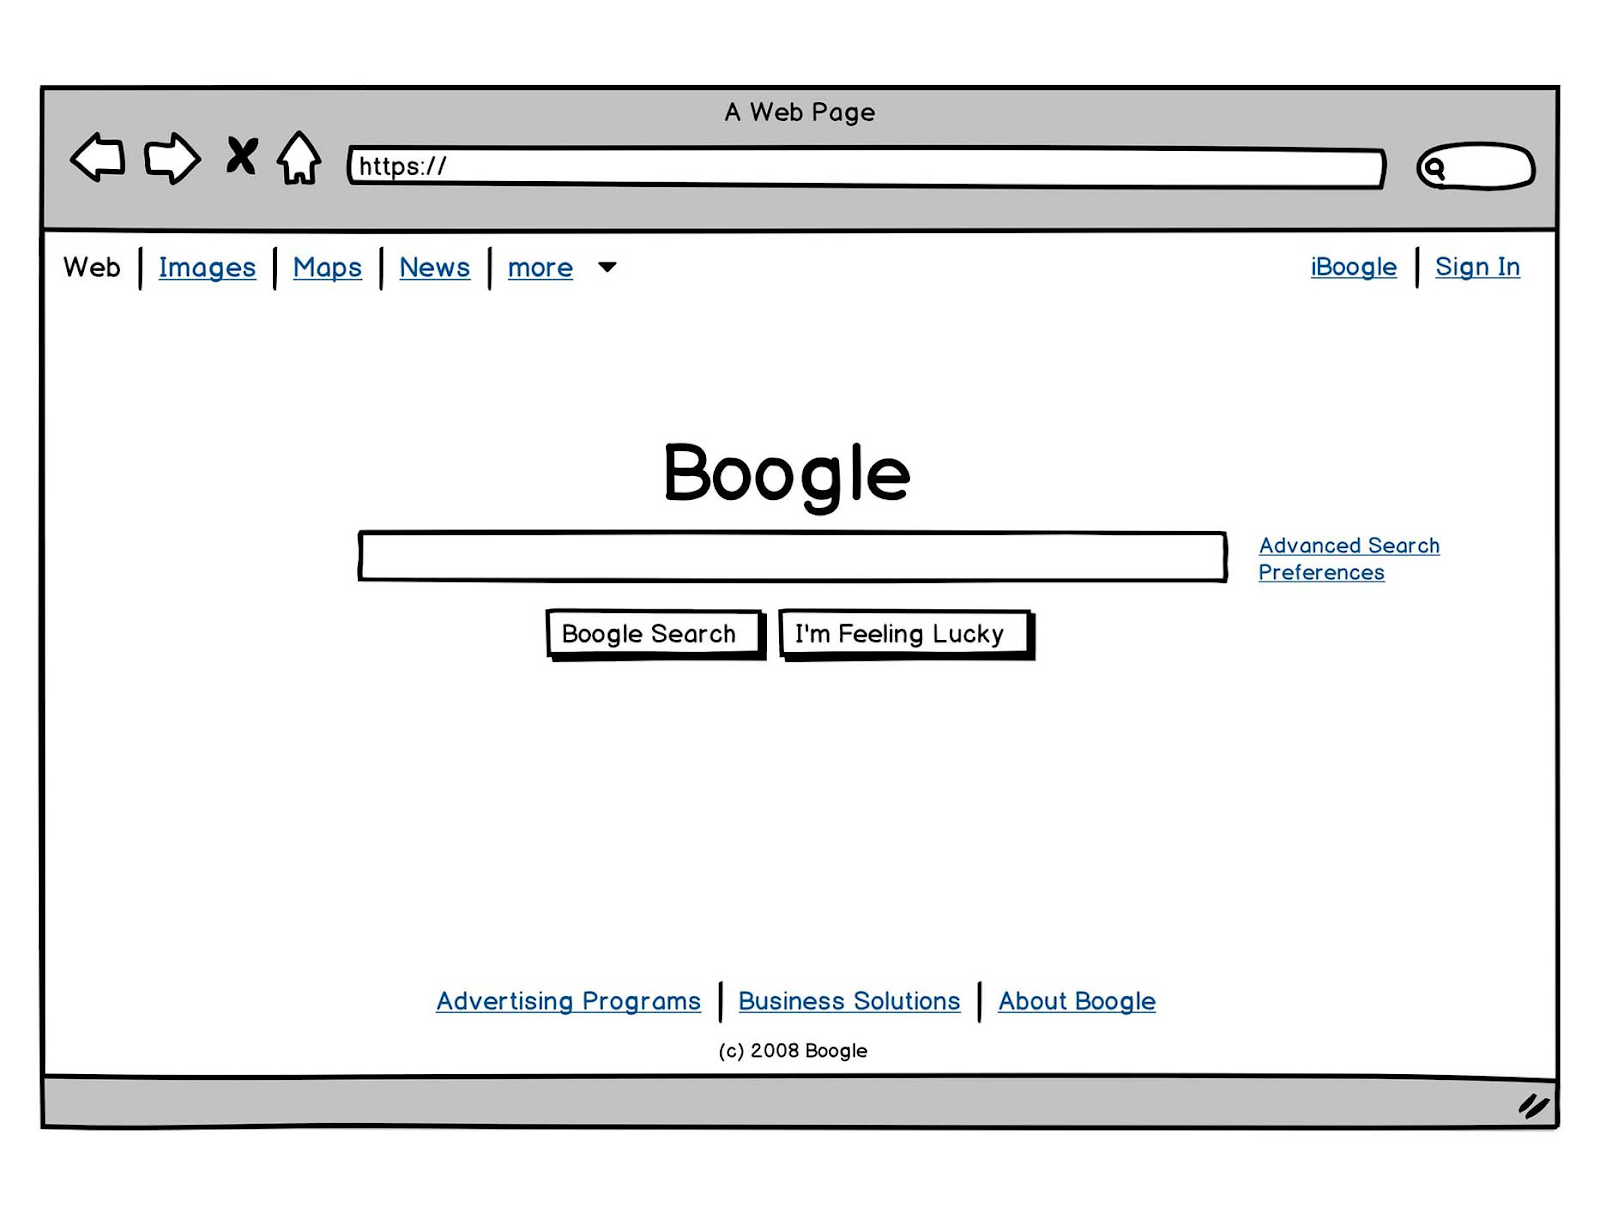 A Web Page
https://
Web Images Maps News more iBoogle Sign In
Boogle
Advanced Search
Preferences
Boogle Search I'm Feeling Lucky
Advertising Programs Business Solutions About Boogle
(c) 2008 Boogle